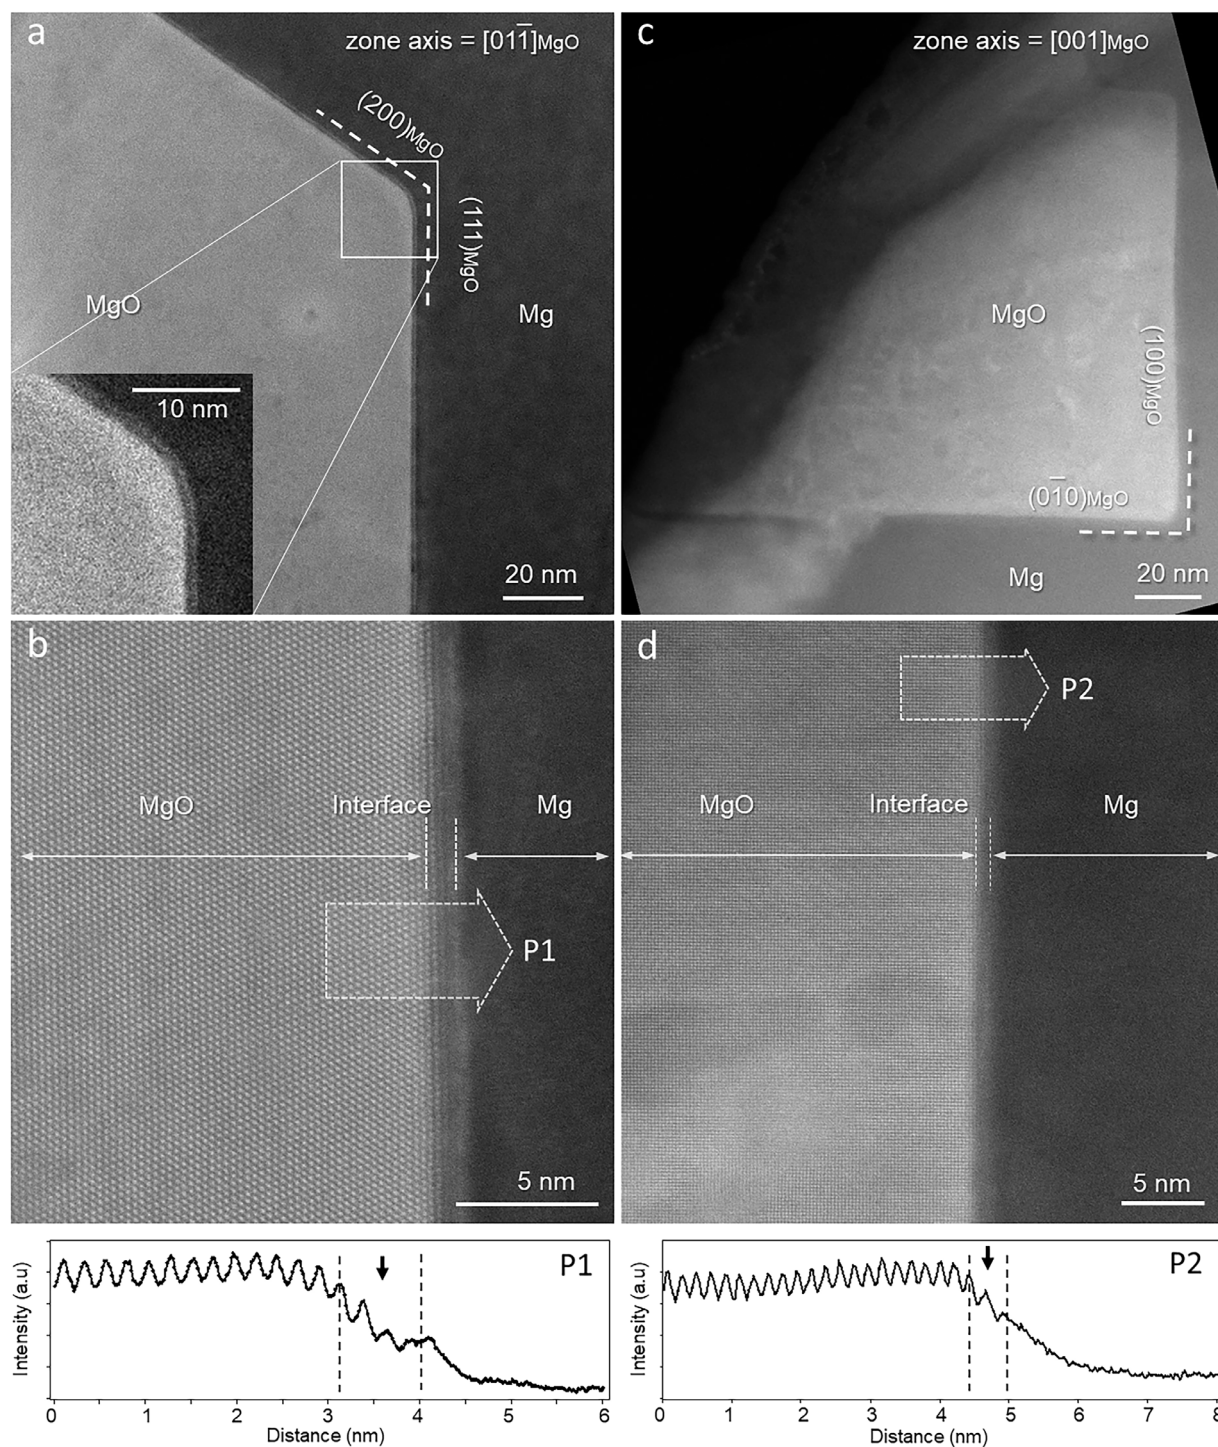 a
zone axis = [011̅]MgO
(200)MgO
(111)MgO
MgO
Mg
10 nm
20 nm
c
zone axis = [001]MgO
MgO
(100)MgO
(01̅0)MgO
Mg
20 nm
b
MgO
Interface
Mg
P1
5 nm
d
P2
MgO
Interface
Mg
5 nm
P1
Intensity (a.u)
0 1 2 3 4 5 6
Distance (nm)
P2
Intensity (a.u)
0 1 2 3 4 5 6 7 8
Distance (nm)